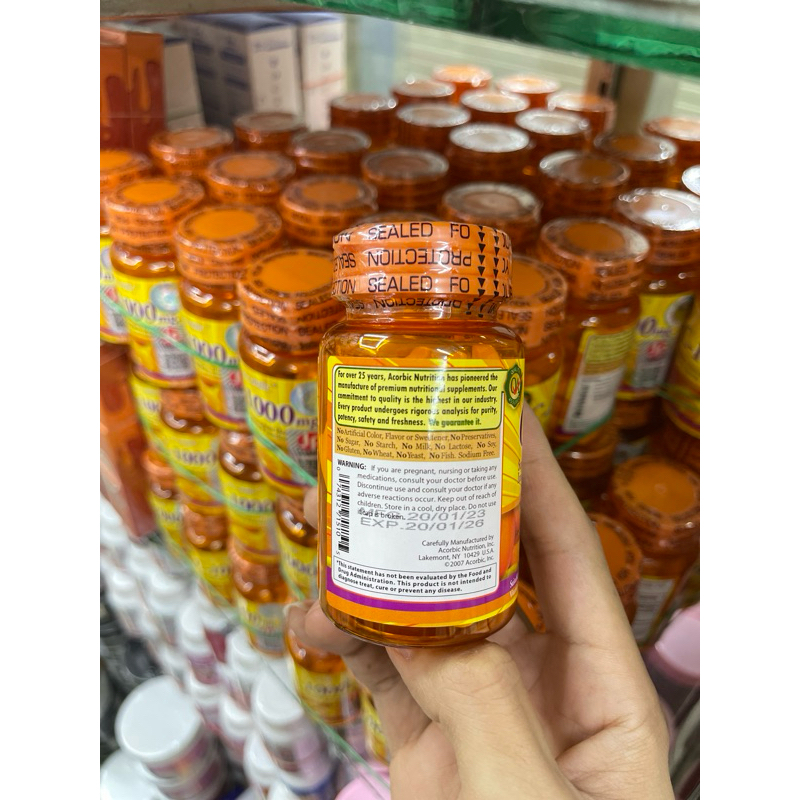 SEALED FO
PROTECTION
SEALED FO
PROTECTION
For over 25 years, Acorbic Nutrition has pioneered the
manufacture of premium nutritional supplements. Our
commitment to quality is the highest in our industry.
Every product undergoes rigorous analysis for purity,
potency, safety and freshness. We guarantee it.
No Artificial Color, Flavor or Sweetener, No Preservatives,
No Sugar, No Starch, No Milk, No Lactose, No Soy,
No Gluten, No Wheat, No Yeast, No Fish. Sodium Free.
WARNING: If you are pregnant, nursing or taking any
medications, consult your doctor before use.
Discontinue use and consult your doctor if any
adverse reactions occur. Keep out of reach of
children. Store in a cool, dry place. Do not use
is broken.
20/01/23
EXP.20/01/26
Carefully Manufactured by
Acorbic Nutrition, Inc.
Lakemont, NY 10429 U.S.A.
©2007 Acorbic, Inc.
*This statement has not been evaluated by the Food and
Drug Administration. This product is not intended to
diagnose treat, cure or prevent any disease.
000mg